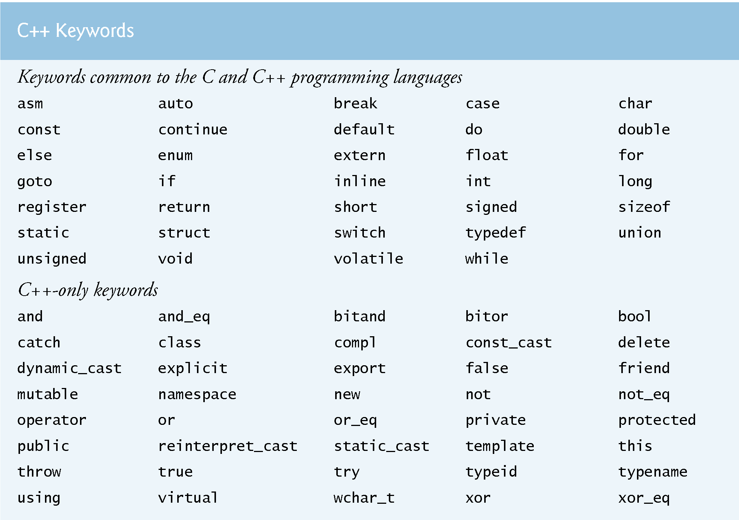 C++ Keywords
Keywords common to the C and C++ programming languages
asm auto break case char
const continue default do double
else enum extern float for
goto if inline int long
register return short signed sizeof
static struct switch typedef union
unsigned void volatile while
C++-only keywords
and and_eq bitand bitor bool
catch class compl const_cast delete
dynamic_cast explicit export false friend
mutable namespace new not not_eq
operator or or_eq private protected
public reinterpret_cast static_cast template this
throw true try typeid typename
using virtual wchar_t xor xor_eq